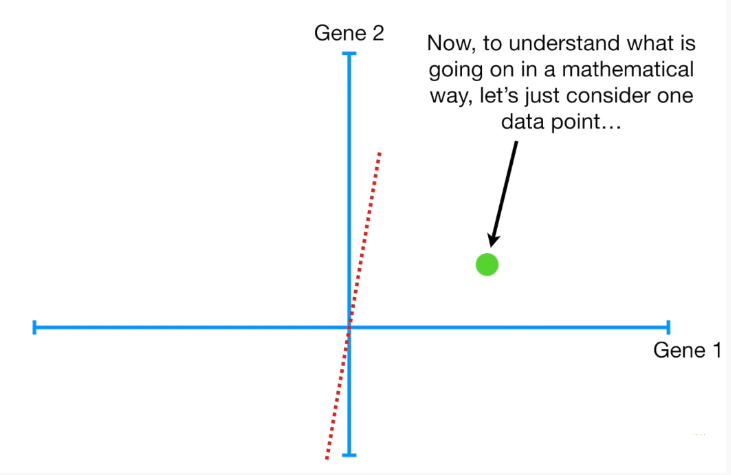 Gene 2
Now, to understand what is
going on in a mathematical
way, let's just consider one
data point...
Gene 1